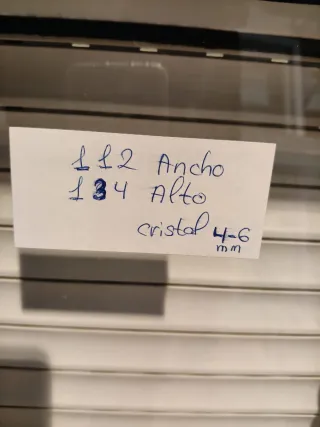 112 Ancho
134 Alto
cristal 4-6
mm